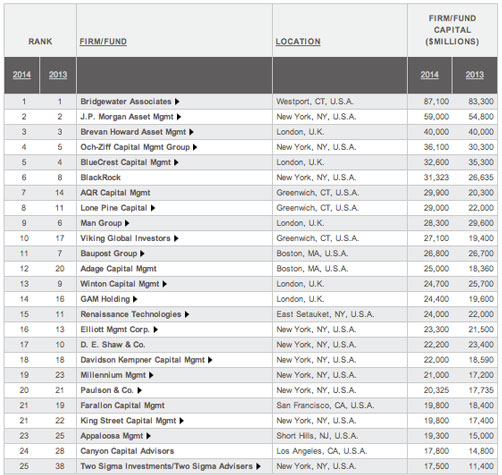 RANK FIRM/FUND LOCATION FIRM/FUND CAPITAL ($MILLIONS)
2014 2013 2014 2013
1 1 Bridgewater Associates Westport, CT, U.S.A. 87,100 83,300
2 2 J.P. Morgan Asset Mgmt New York, NY, U.S.A. 59,000 54,800
3 3 Brevan Howard Asset Mgmt London, U.K. 40,000 40,000
4 5 Och-Ziff Capital Mgmt Group New York, NY, U.S.A. 36,100 30,300
5 4 BlueCrest Capital Mgmt London, U.K. 32,600 35,300
6 8 BlackRock New York, NY, U.S.A. 31,323 26,635
7 14 AQR Capital Mgmt Greenwich, CT, U.S.A. 29,900 20,300
8 11 Lone Pine Capital Greenwich, CT, U.S.A. 29,000 22,000
9 6 Man Group London, U.K. 28,300 29,600
10 17 Viking Global Investors Greenwich, CT, U.S.A. 27,100 19,400
11 7 Baupost Group Boston, MA, U.S.A. 26,800 26,700
12 20 Adage Capital Mgmt Boston, MA, U.S.A. 25,000 18,360
13 9 Winton Capital Mgmt London, U.K. 24,700 25,700
14 16 GAM Holding London, U.K. 24,400 19,600
15 11 Renaissance Technologies East Setauket, NY, U.S.A. 24,000 22,000
16 13 Elliott Mgmt Corp. New York, NY, U.S.A. 23,300 21,500
17 10 D. E. Shaw & Co. New York, NY, U.S.A. 22,200 23,400
18 18 Davidson Kempner Capital Mgmt New York, NY, U.S.A. 22,000 18,590
19 23 Millennium Mgmt New York, NY, U.S.A. 21,000 17,200
20 21 Paulson & Co. New York, NY, U.S.A. 20,325 17,735
21 19 Farallon Capital Mgmt San Francisco, CA, U.S.A. 19,800 18,400
21 22 King Street Capital Mgmt New York, NY, U.S.A. 19,800 17,400
23 25 Appaloosa Mgmt Short Hills, NJ, U.S.A. 19,300 15,000
24 28 Canyon Capital Advisors Los Angeles, CA, U.S.A. 17,800 14,800
25 38 Two Sigma Investments/Two Sigma Advisers New York, NY, U.S.A. 17,500 11,400